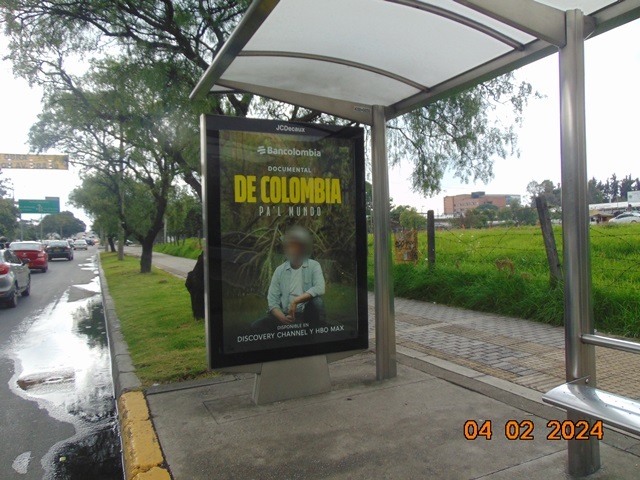 JCDecaux
Bancolombia
DOCUMENTAL
DE COLOMBIA
PA'L MUNDO
DISPONIBLE EN
DISCOVERY CHANNEL Y HBO MAX
04 02 2024